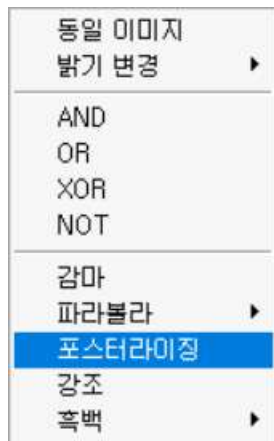 동일 이미지
밝기 변경
AND
OR
XOR
NOT
감마
파라볼라
포스터라이징
강조
흑백